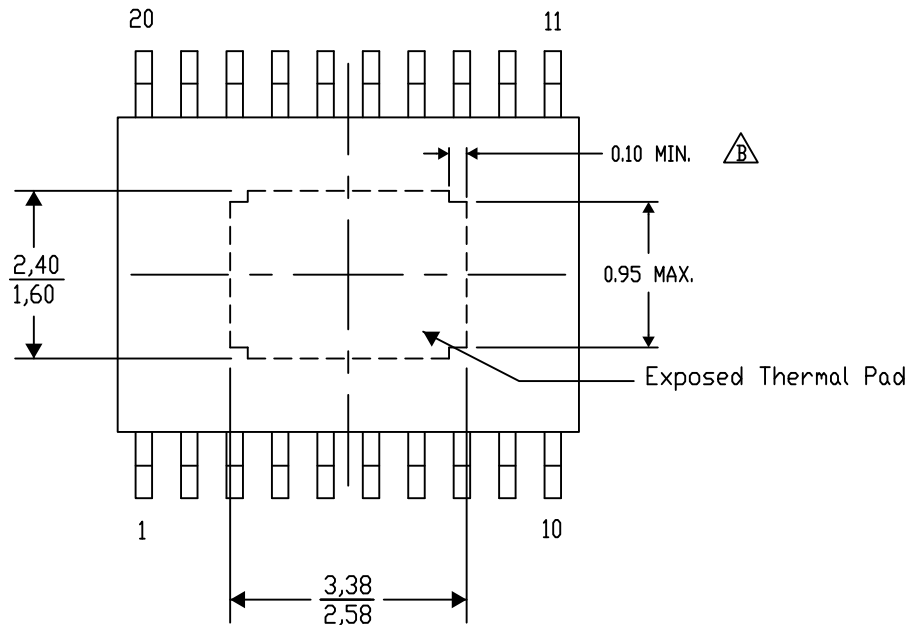 20
11
0.10 MIN.
B
2,40
1,60
0.95 MAX.
Exposed Thermal Pad
1
10
3,38
2,58